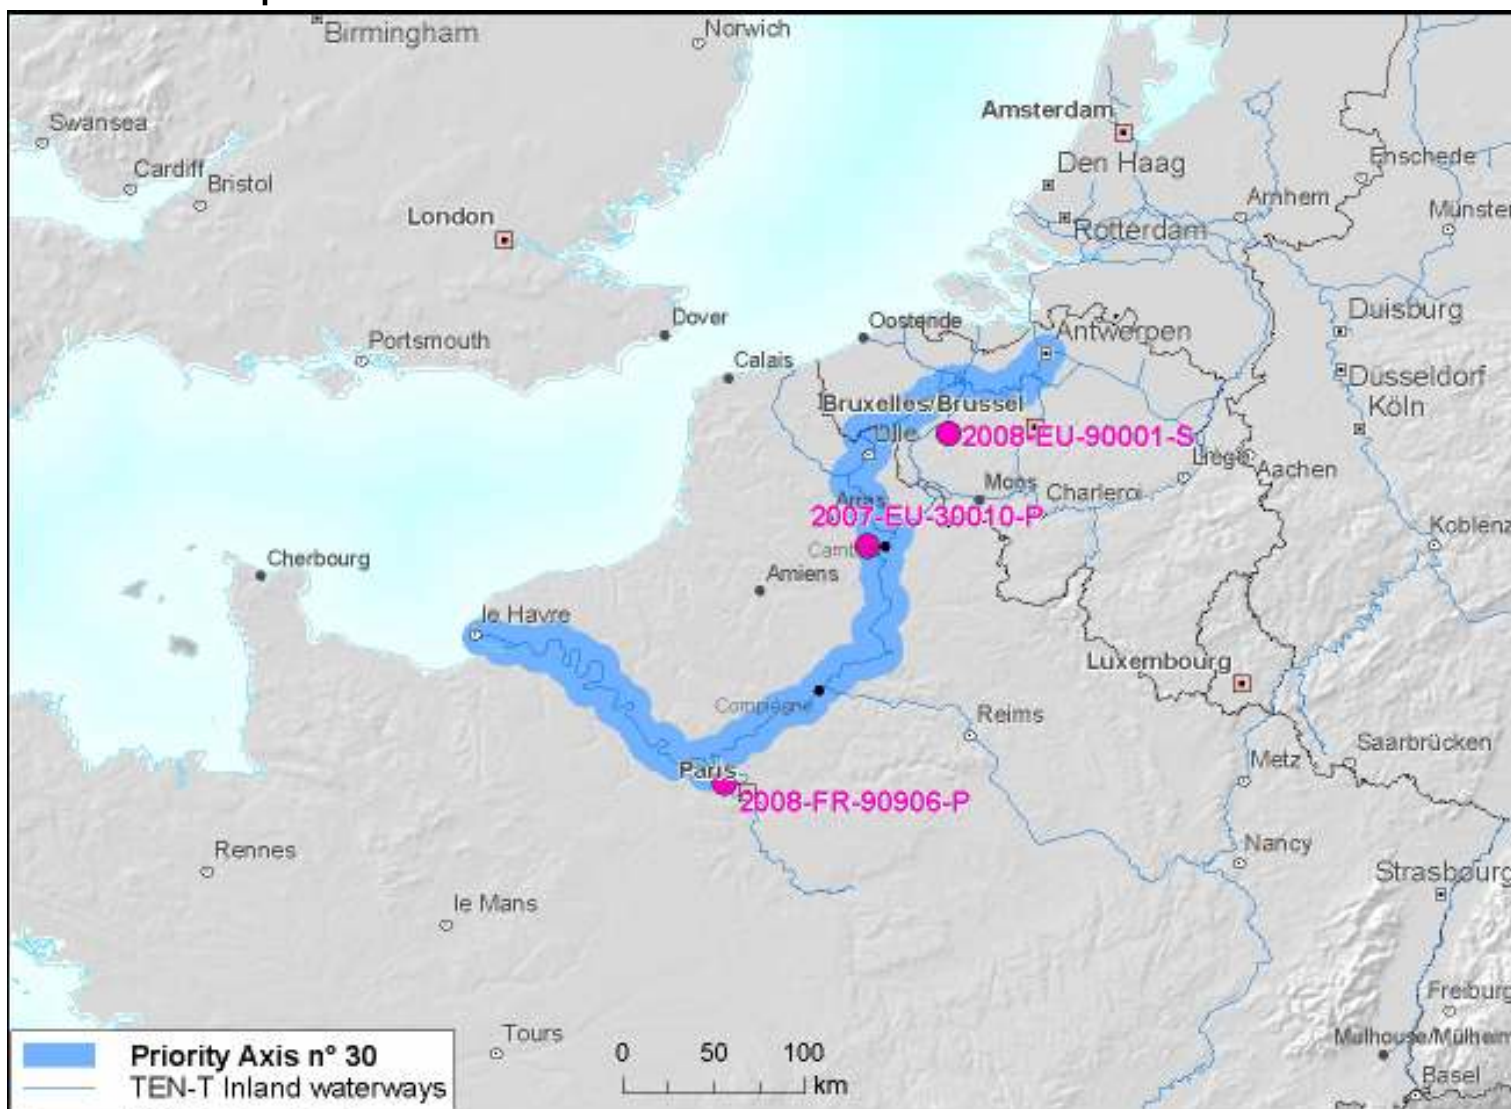 Birmingham
Norwich
Swansea
Amsterdam
Cardiff
Bristol
Den Haag
Enschede
Arnhem
London
Rotterdam
Münster
Dover
Oostende
Antwerpen
Duisburg
Portsmouth
Calais
Düsseldorf
Bruxelles/Brussel
Köln
Lille
2008-EU-90001-S
Liège
Aachen
Mons
Charleroi
Arras
2007-EU-30010-P
Koblenz
Cherbourg
Amiens
le Havre
Luxembourg
Compiègne
Reims
Saarbrücken
Metz
Paris
2008-FR-90906-P
Nancy
Rennes
Strasbourg
le Mans
Freiburg
Tours
Mulhouse/Mülheim
Basel
Priority Axis n° 30
TEN-T Inland waterways
0 50 100
km